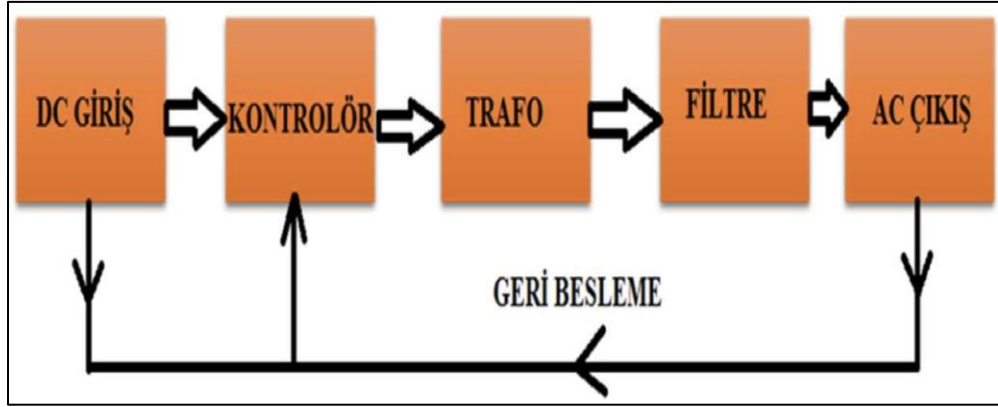 DC GİRİŞ
KONTROLÖR
TRAFO
FİLTRE
AC ÇIKIŞ
GERİ BESLEME